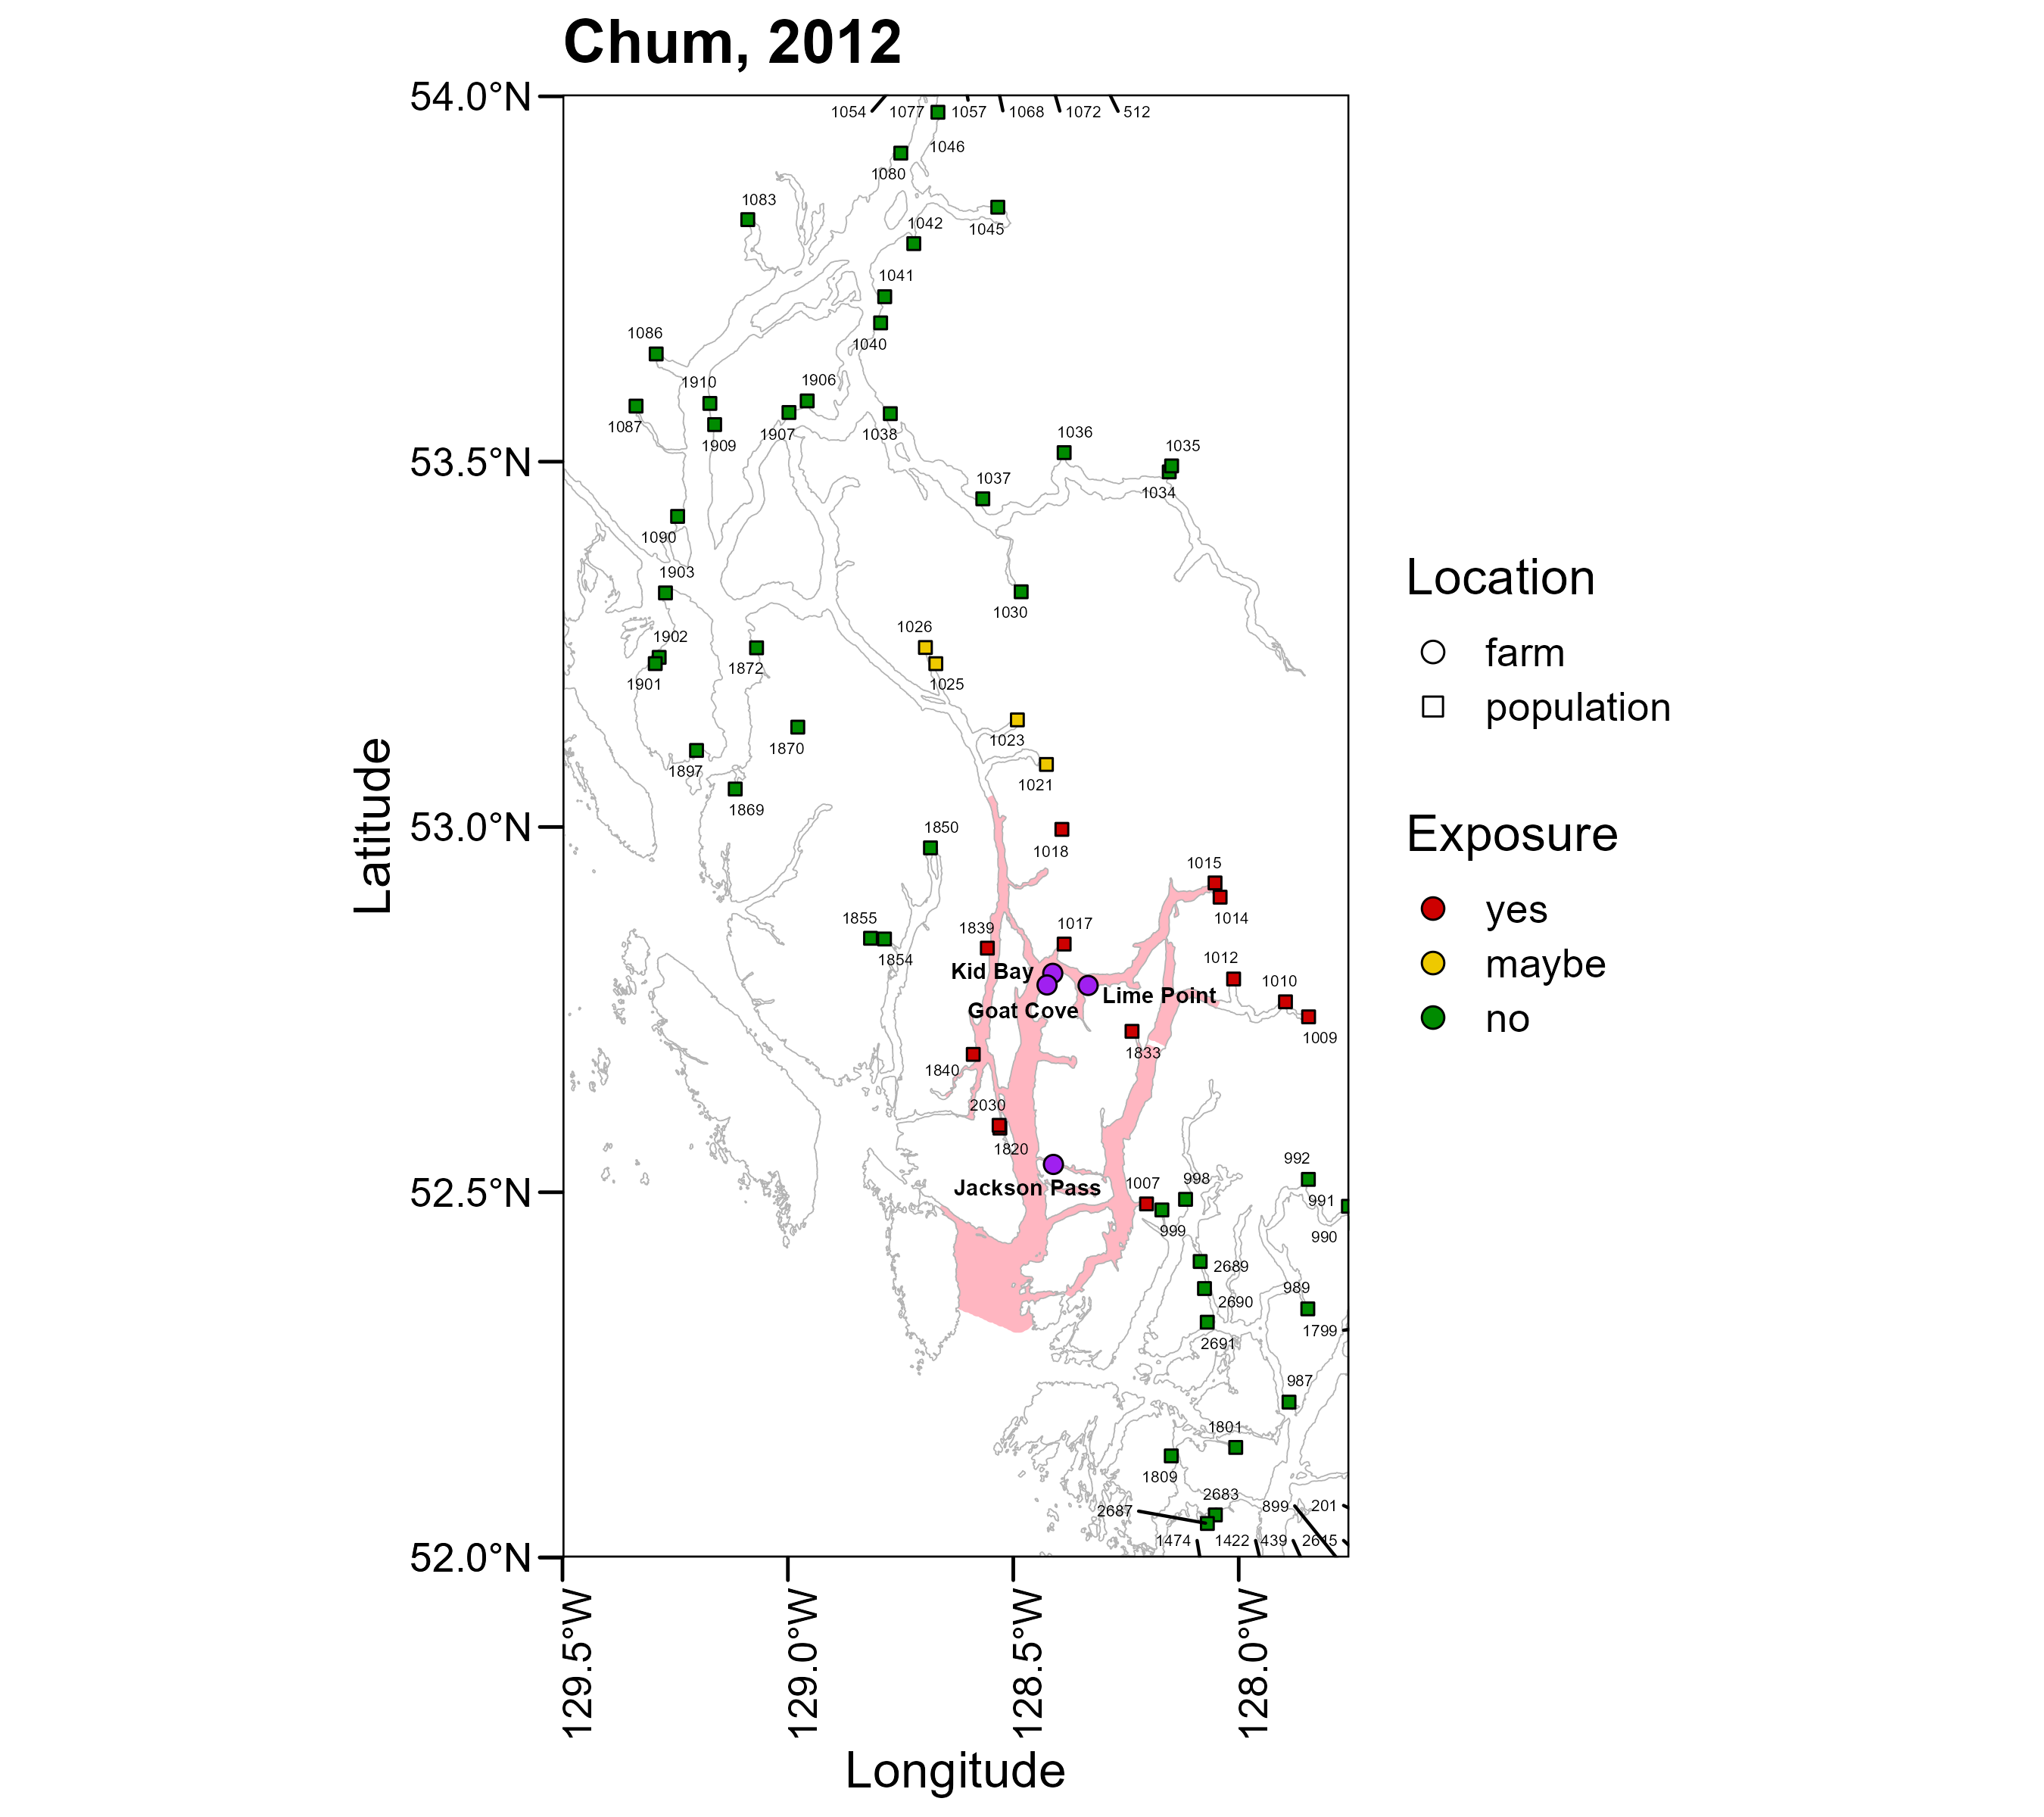 Chum, 2012
54.0°N
1054 1077 1057 1068 1072 512
1046
1080
1083
1042
1045
1041
1040
1086
1910 1906
1087 1907 1038
1909
1036
1035
53.5°N
1037
1034
1090
1903
1030
1026
1902
1872
1901 1025
1023
1870
1897
1021
1869
53.0°N
1850
1018
1015
1855 1839 1017 1014
1854 1012
Kid Bay
1010
Lime Point
Goat Cove
1009
1833
1840
2030
1820
992
52.5°N
Jackson Pass 1007 998
991
999 990
2689
989
2690
1799
2691
987
1801
1809
2683
2687 899 201
1474 1422 439 2615
52.0°N
129.5°W
129.0°W
128.5°W
128.0°W
Longitude
Latitude
Location
farm
population
Exposure
yes
maybe
no